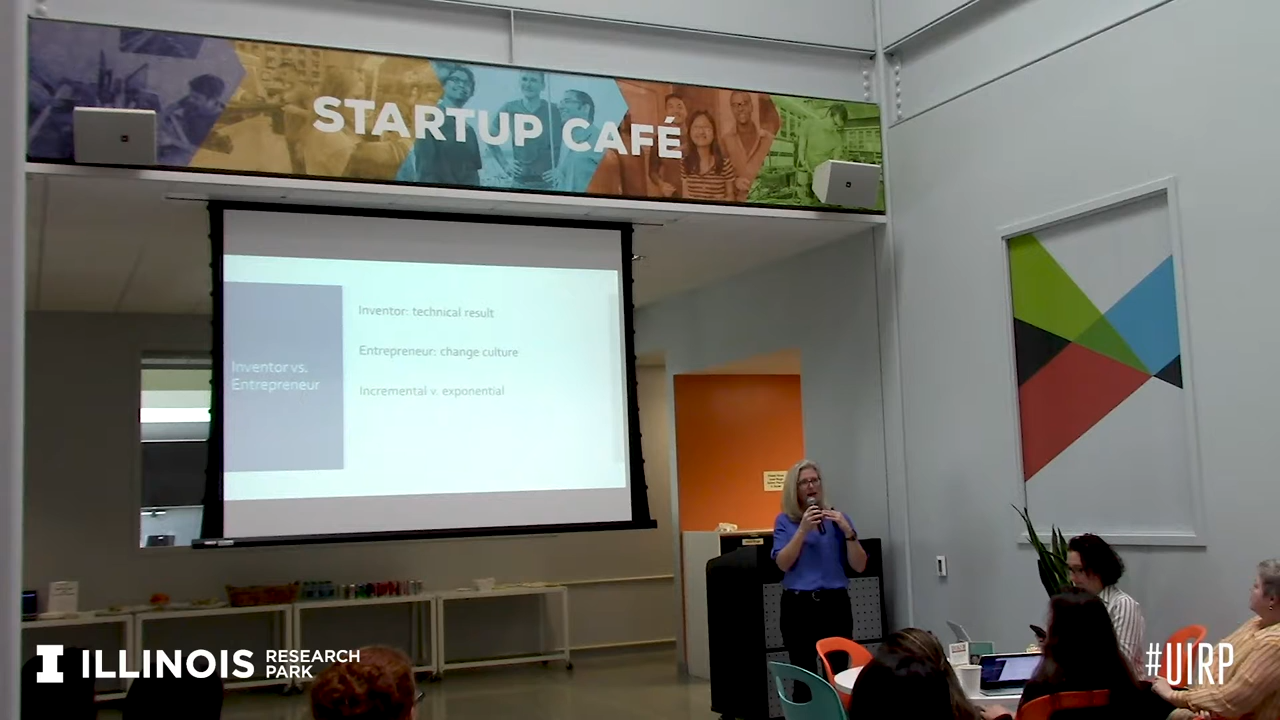 STARTUP CAFÉ
Inventor vs.
Entrepreneur
Inventor: technical result
Entrepreneur: change culture
Incremental v. exponential
I ILLINOIS RESEARCH
PARK
#UIRP